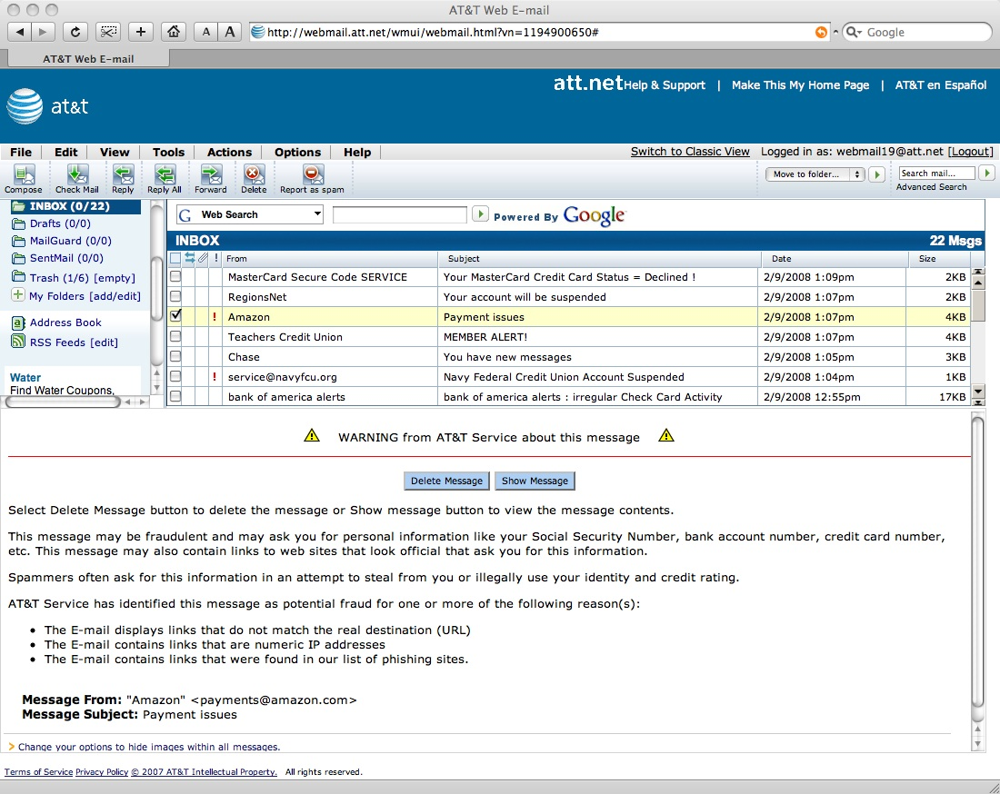 AT&T Web E-mail
A A http://webmail.att.net/wmui/webmail.html?vn=1194900650# Google
AT&T Web E-mail
at&t
att.net Help & Support | Make This My Home Page | AT&T en Español
File Edit View Tools Actions Options Help Switch to Classic View Logged in as: webmail19@att.net [Logout]
Compose Check Mail Reply Reply All Forward Delete Report as spam Move to folder... Search mail...
Advanced Search
INBOX (0/22)
Drafts (0/0)
MailGuard (0/0)
SentMail (0/0)
Trash (1/6) [empty]
My Folders [add/edit]
Address Book
RSS Feeds [edit]
Water
Find Water Coupons,
G Web Search Powered By Google
INBOX 22 Msgs
! From Subject Date Size
MasterCard Secure Code SERVICE Your MasterCard Credit Card Status = Declined ! 2/9/2008 1:09pm 2KB
RegionsNet Your account will be suspended 2/9/2008 1:07pm 2KB
! Amazon Payment issues 2/9/2008 1:07pm 4KB
Teachers Credit Union MEMBER ALERT! 2/9/2008 1:07pm 4KB
Chase You have new messages 2/9/2008 1:05pm 3KB
! service@navyfcu.org Navy Federal Credit Union Account Suspended 2/9/2008 1:04pm 1KB
bank of america alerts bank of america alerts : irregular Check Card Activity 2/9/2008 12:55pm 17KB
WARNING from AT&T Service about this message
Delete Message Show Message
Select Delete Message button to delete the message or Show message button to view the message contents.
This message may be fraudulent and may ask you for personal information like your Social Security Number, bank account number, credit card number,
etc. This message may also contain links to web sites that look official that ask you for this information.
Spammers often ask for this information in an attempt to steal from you or illegally use your identity and credit rating.
AT&T Service has identified this message as potential fraud for one or more of the following reason(s):
• The E-mail displays links that do not match the real destination (URL)
• The E-mail contains links that are numeric IP addresses
• The E-mail contains links that were found in our list of phishing sites.
Message From: "Amazon" <payments@amazon.com>
Message Subject: Payment issues
> Change your options to hide images within all messages.
Terms of Service Privacy Policy © 2007 AT&T Intellectual Property. All rights reserved.